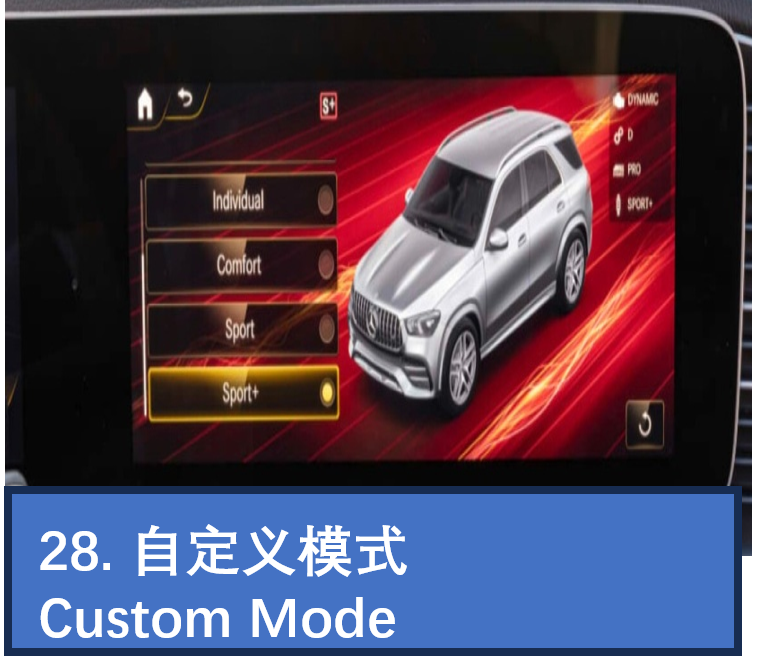 S+
DYNAMIC
D
PRO
SPORT+
Individual
Comfort
Sport
Sport+
28. 自定义模式
Custom Mode